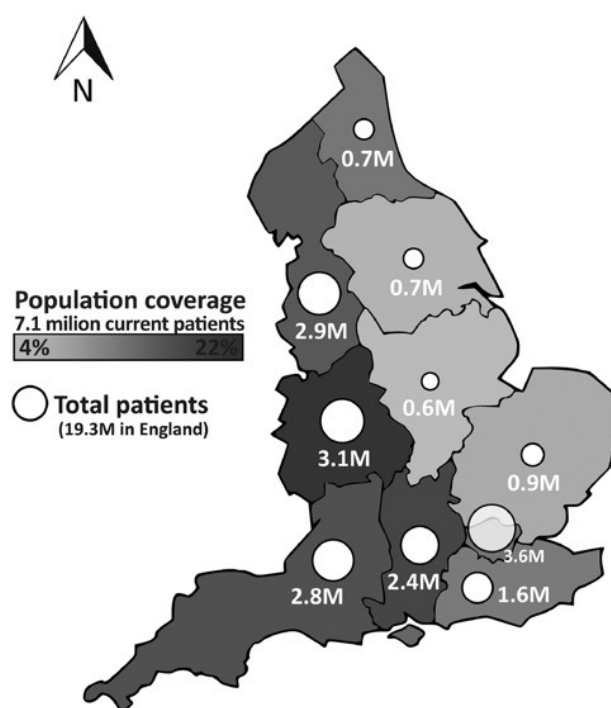 N
0.7M
0.7M
Population coverage
7.1 milion current patients
4% 22%
2.9M
Total patients
(19.3M in England)
0.6M
3.1M
0.9M
3.6M
2.8M
2.4M
1.6M